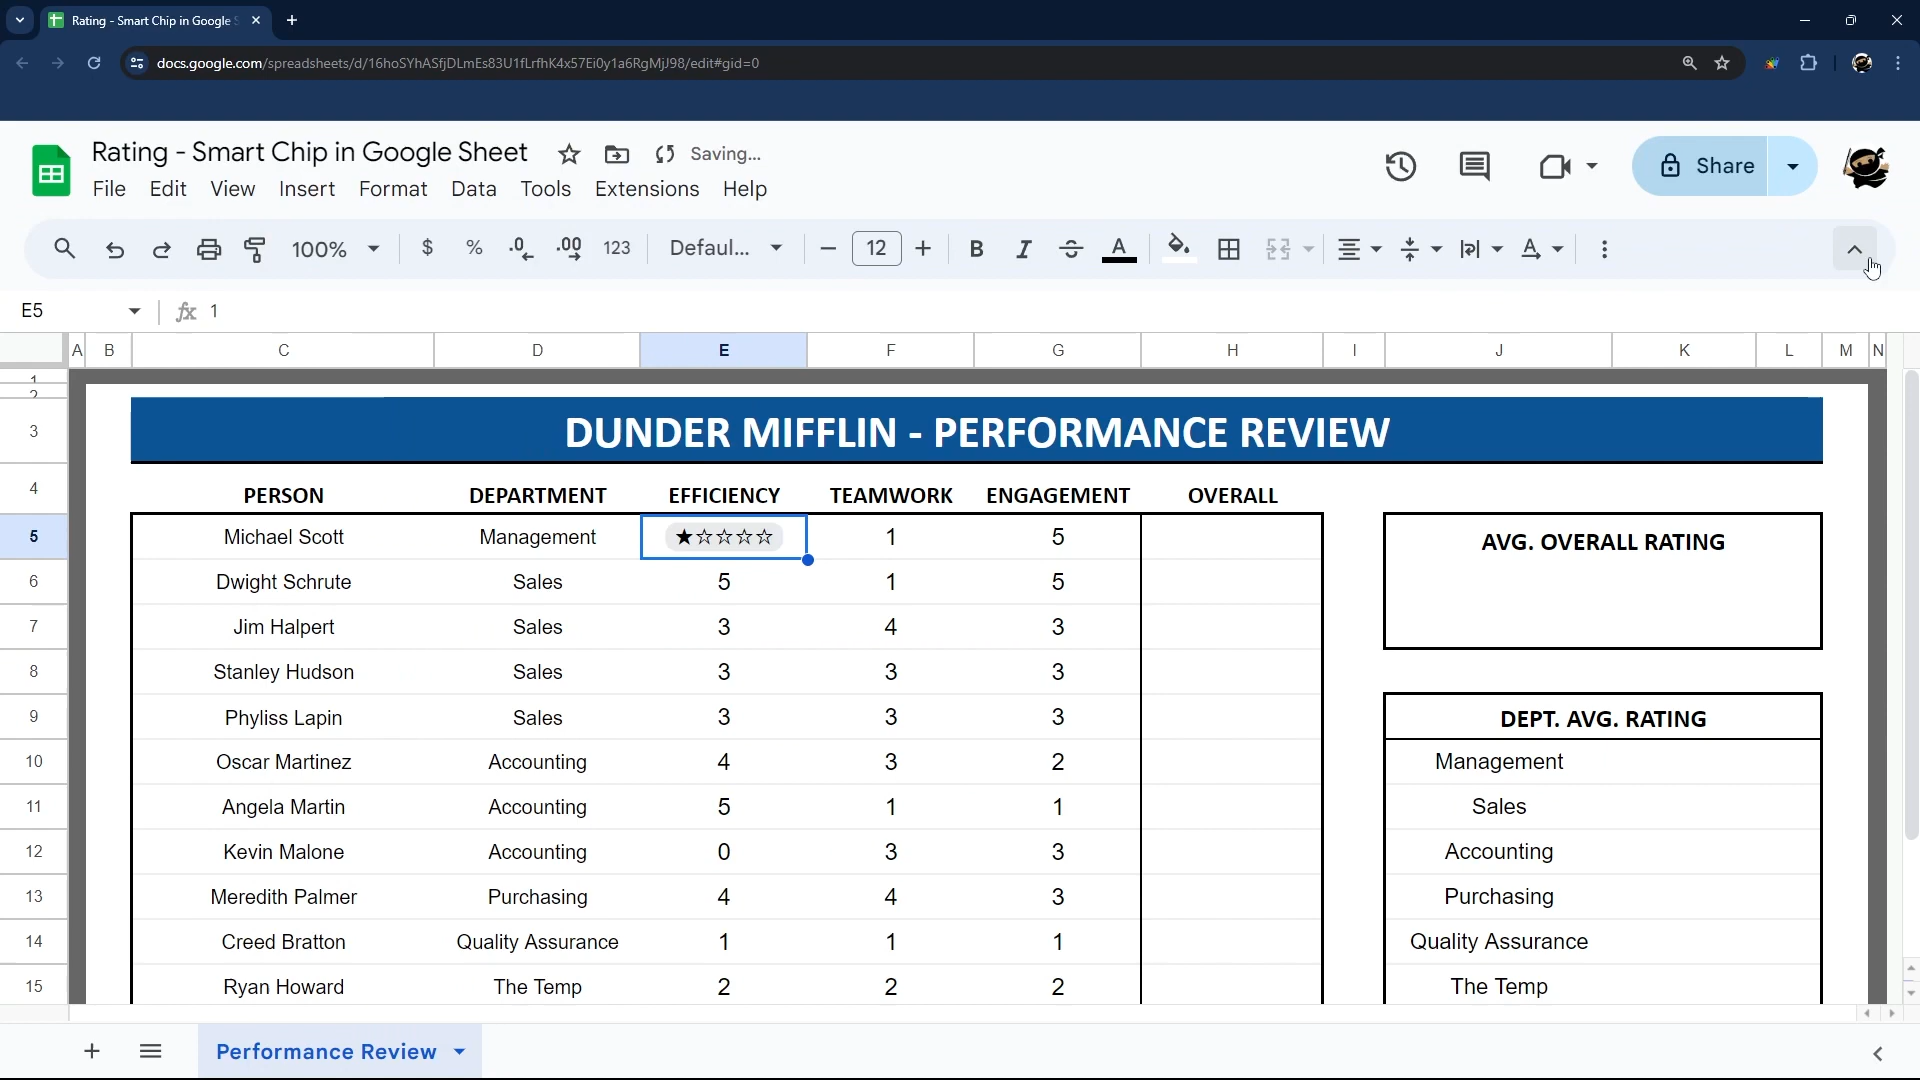 Rating - Smart Chip in Google S
docs.google.com/spreadsheets/d/16hoSYhASfjDLmEs83U1fLrfhK4x57Ei0y1a6RgMjJ98/edit#gid=0
Rating - Smart Chip in Google Sheet Saving...
File Edit View Insert Format Data Tools Extensions Help
Share
100% $ % .0 .00 123 Defaul... 12 B I A A
E5 fx 1
A B C D E F G H I J K L M N
1
2
3 DUNDER MIFFLIN - PERFORMANCE REVIEW
4 PERSON DEPARTMENT EFFICIENCY TEAMWORK ENGAGEMENT OVERALL
5 Michael Scott Management ★☆☆☆☆ 1 5 AVG. OVERALL RATING
6 Dwight Schrute Sales 5 1 5
7 Jim Halpert Sales 3 4 3
8 Stanley Hudson Sales 3 3 3
9 Phyliss Lapin Sales 3 3 3 DEPT. AVG. RATING
10 Oscar Martinez Accounting 4 3 2 Management
11 Angela Martin Accounting 5 1 1 Sales
12 Kevin Malone Accounting 0 3 3 Accounting
13 Meredith Palmer Purchasing 4 4 3 Purchasing
14 Creed Bratton Quality Assurance 1 1 1 Quality Assurance
15 Ryan Howard The Temp 2 2 2 The Temp
Performance Review